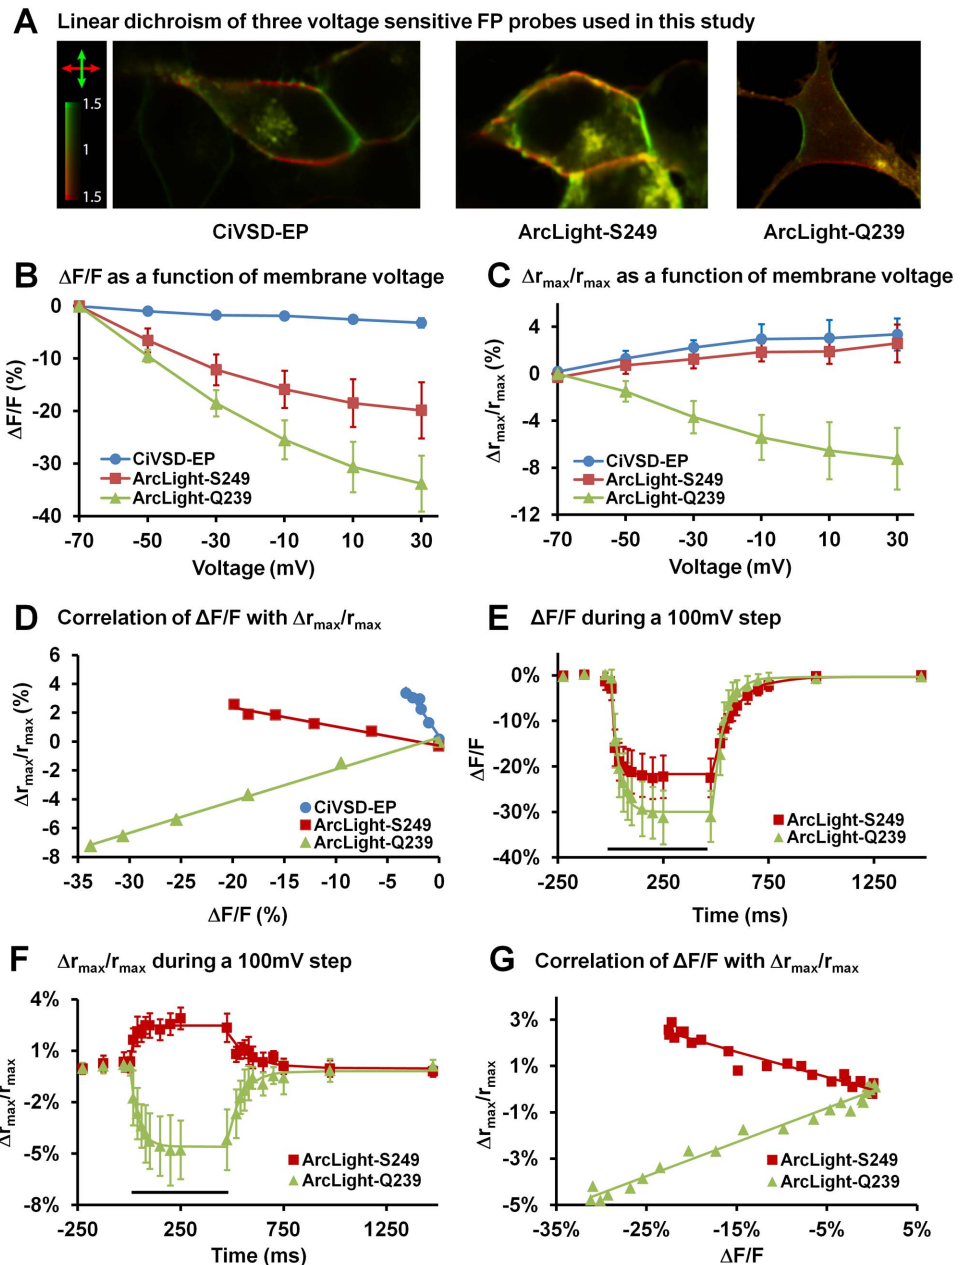 A Linear dichroism of three voltage sensitive FP probes used in this study
1.5
1
1.5
CiVSD-EP ArcLight-S249 ArcLight-Q239
B ΔF/F as a function of membrane voltage
0
-10
-20
-30
-40
ΔF/F (%)
CiVSD-EP
ArcLight-S249
ArcLight-Q239
-70 -50 -30 -10 10 30
Voltage (mV)
C Δrmax/rmax as a function of membrane voltage
4
0
-4
-8
-12
Δrmax/rmax (%)
CiVSD-EP
ArcLight-S249
ArcLight-Q239
-70 -50 -30 -10 10 30
Voltage (mV)
D Correlation of ΔF/F with Δrmax/rmax
6
4
2
0
-2
-4
-6
-8
Δrmax/rmax (%)
CiVSD-EP
ArcLight-S249
ArcLight-Q239
-35 -30 -25 -20 -15 -10 -5 0
ΔF/F (%)
E ΔF/F during a 100mV step
0%
-10%
-20%
-30%
-40%
ΔF/F
ArcLight-S249
ArcLight-Q239
-250 250 750 1250
Time (ms)
F Δrmax/rmax during a 100mV step
4%
1%
-2%
-5%
-8%
Δrmax/rmax
ArcLight-S249
ArcLight-Q239
-250 250 750 1250
Time (ms)
G Correlation of ΔF/F with Δrmax/rmax
3%
1%
-1%
-3%
-5%
Δrmax/rmax
ArcLight-S249
ArcLight-Q239
-35% -25% -15% -5% 5%
ΔF/F